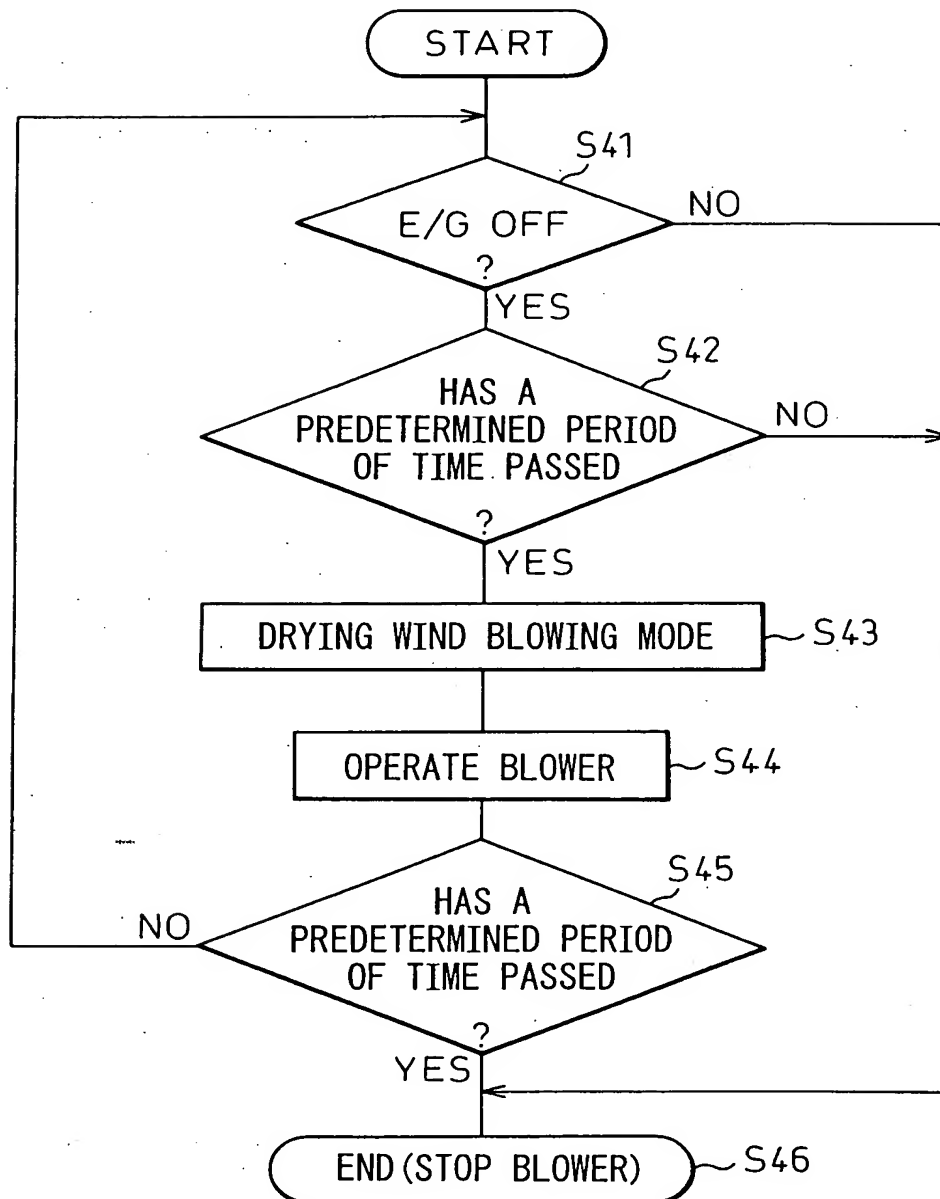 START
S41
E/G OFF
?
NO
YES
S42
HAS A
PREDETERMINED PERIOD
OF TIME PASSED
?
NO
YES
DRYING WIND BLOWING MODE
S43
OPERATE BLOWER
S44
S45
HAS A
PREDETERMINED PERIOD
OF TIME PASSED
?
NO
YES
END (STOP BLOWER)
S46